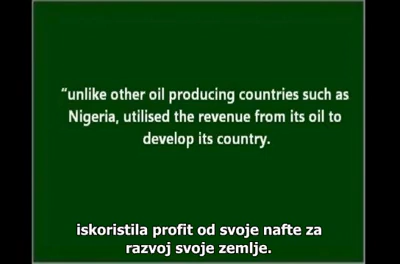 “unlike other oil producing countries such as
Nigeria, utilised the revenue from its oil to
develop its country.
iskoristila profit od svoje nafte za
razvoj svoje zemlje.